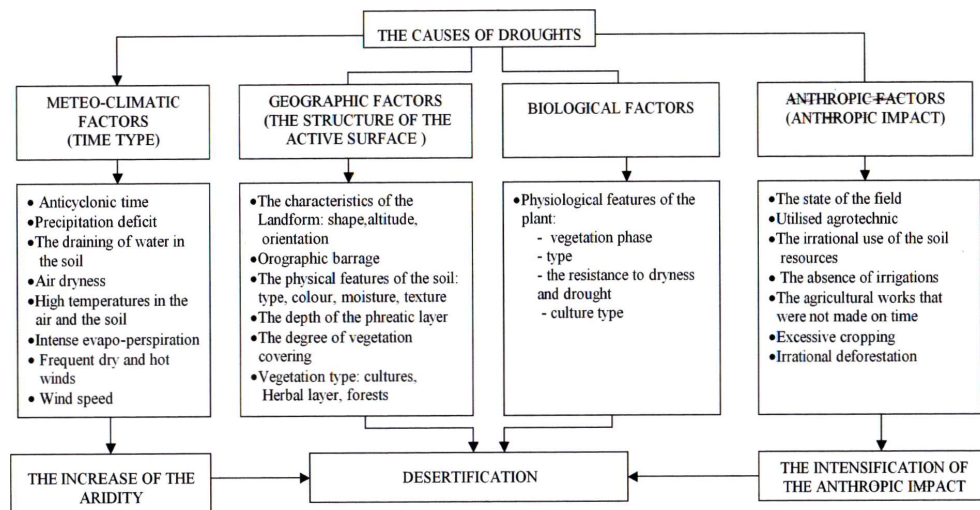 THE CAUSES OF DROUGHTS
METEO-CLIMATIC
FACTORS
(TIME TYPE)
GEOGRAPHIC FACTORS
(THE STRUCTURE OF THE
ACTIVE SURFACE )
BIOLOGICAL FACTORS
ANTHROPIC FACTORS
(ANTHROPIC IMPACT)
• Anticyclonic time
• Precipitation deficit
• The draining of water in
the soil
• Air dryness
• High temperatures in the
air and the soil
• Intense evapo-perspiration
• Frequent dry and hot
winds
• Wind speed
• The characteristics of the
Landform: shape,altitude,
orientation
• Orographic barrage
• The physical features of the soil:
type, colour, moisture, texture
• The depth of the phreatic layer
• The degree of vegetation
covering
• Vegetation type: cultures,
Herbal layer, forests
• Physiological features of the
plant:
- vegetation phase
- type
- the resistance to dryness
and drought
- culture type
• The state of the field
• Utilised agrotechnic
• The irrational use of the soil
resources
• The absence of irrigations
• The agricultural works that
were not made on time
• Excessive cropping
• Irrational deforestation
THE INCREASE OF THE
ARIDITY
DESERTIFICATION
THE INTENSIFICATION OF
THE ANTHROPIC IMPACT